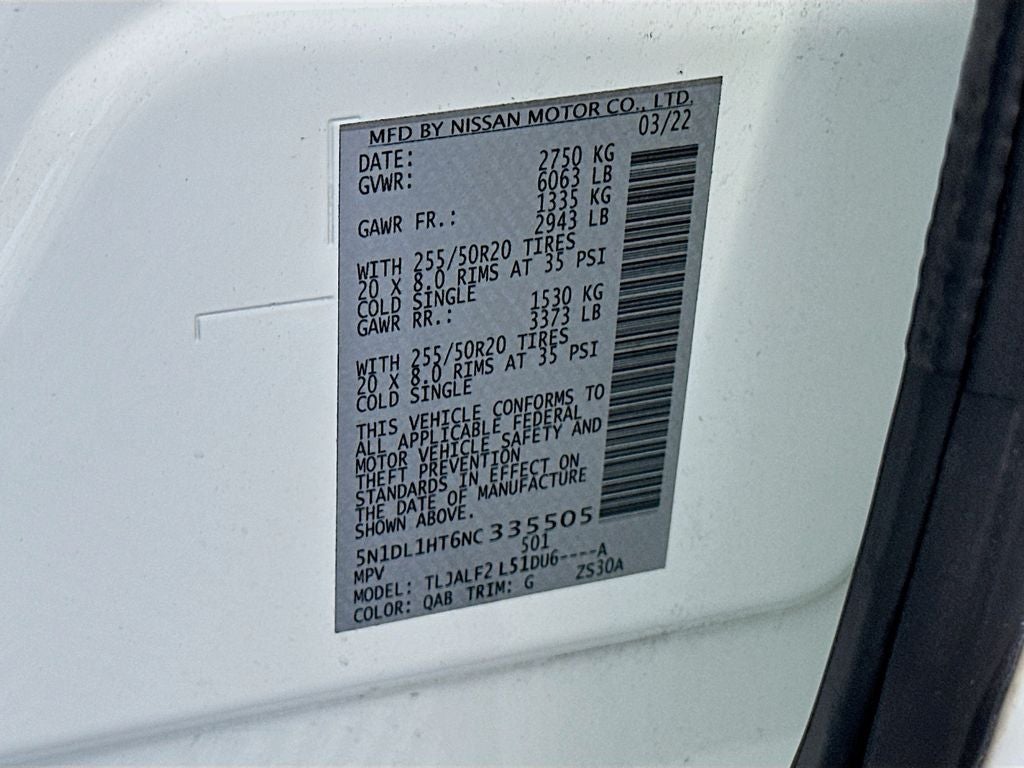 MFD BY NISSAN MOTOR CO., LTD.
DATE: 03/22
GVWR: 2750 KG
6063 LB
GAWR FR.: 1335 KG
2943 LB
WITH 255/50R20 TIRES
20 X 8.0 RIMS AT 35 PSI
COLD SINGLE
GAWR RR.: 1530 KG
3373 LB
WITH 255/50R20 TIRES
20 X 8.0 RIMS AT 35 PSI
COLD SINGLE
THIS VEHICLE CONFORMS TO
ALL APPLICABLE FEDERAL
MOTOR VEHICLE SAFETY AND
THEFT PREVENTION
STANDARDS IN EFFECT ON
THE DATE OF MANUFACTURE
SHOWN ABOVE.
5N1DL1HT6NC335505
MPV 501
MODEL: TLJALF2 L51DU6----A
COLOR: QAB TRIM: G ZS30A